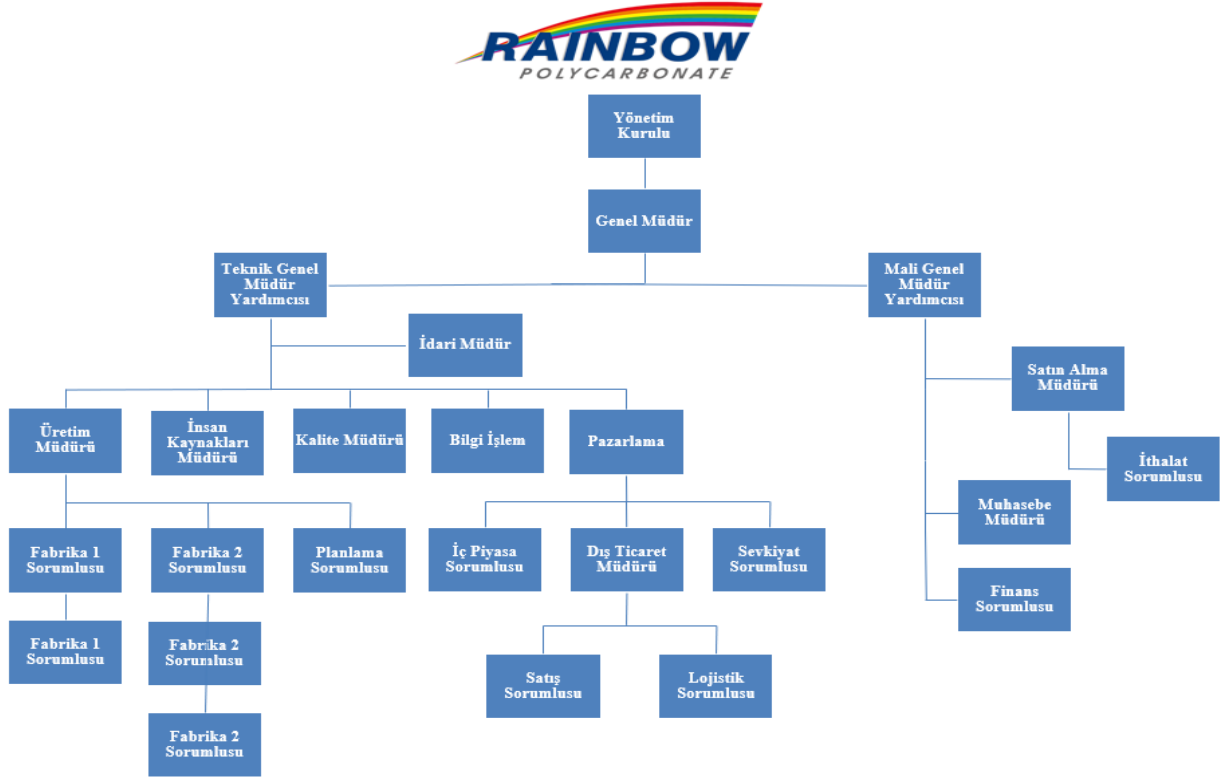 RAINBOW
POLYCARBONATE
Yönetim
Kurulu
Genel Müdür
Teknik Genel
Müdür
Yardımcısı
Mali Genel
Müdür
Yardımcısı
İdari Müdür
Satın Alma
Müdürü
Üretim
Müdürü
İnsan
Kaynakları
Müdürü
Kalite Müdürü
Bilgi İşlem
Pazarlama
İthalat
Sorumlusu
Muhasebe
Müdürü
Fabrika 1
Sorumlusu
Fabrika 2
Sorumlusu
Planlama
Sorumlusu
İç Piyasa
Sorumlusu
Dış Ticaret
Müdürü
Sevkiyat
Sorumlusu
Finans
Sorumlusu
Fabrika 1
Sorumlusu
Fabrika 2
Sorumlusu
Satış
Sorumlusu
Lojistik
Sorumlusu
Fabrika 2
Sorumlusu